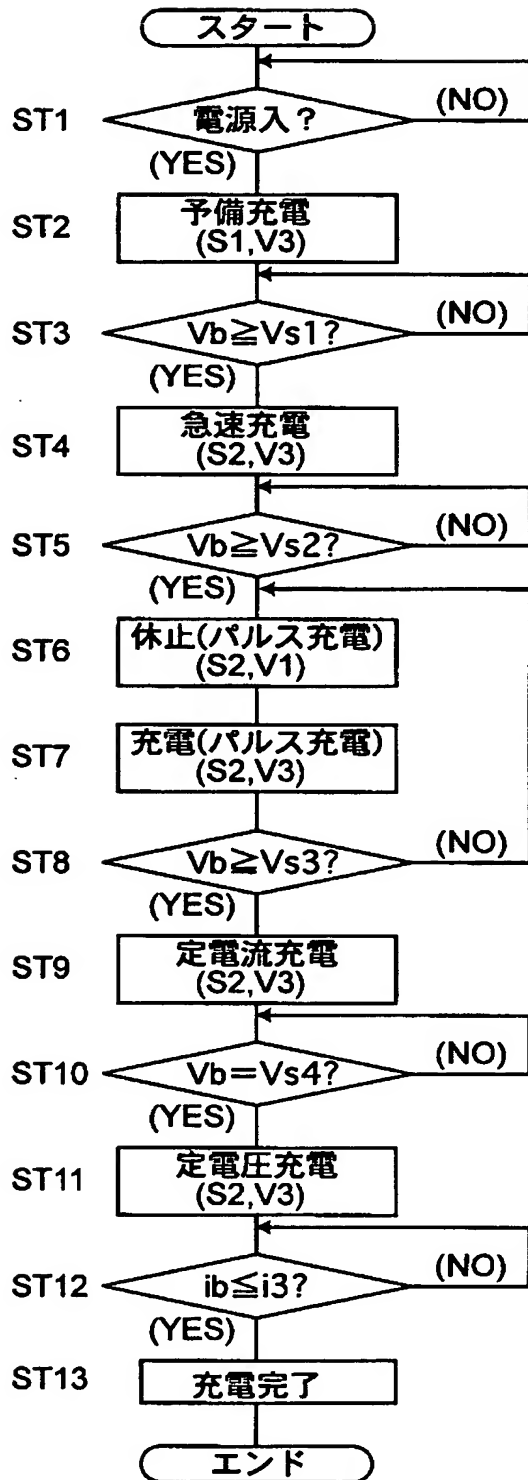 スタート
ST1 電源入? (NO)
(YES)
ST2 予備充電
(S1,V3)
ST3 Vb≧Vs1? (NO)
(YES)
ST4 急速充電
(S2,V3)
ST5 Vb≧Vs2? (NO)
(YES)
ST6 休止(パルス充電)
(S2,V1)
ST7 充電(パルス充電)
(S2,V3)
ST8 Vb≧Vs3? (NO)
(YES)
ST9 定電流充電
(S2,V3)
ST10 Vb=Vs4? (NO)
(YES)
ST11 定電圧充電
(S2,V3)
ST12 ib≦i3? (NO)
(YES)
ST13 充電完了
エンド